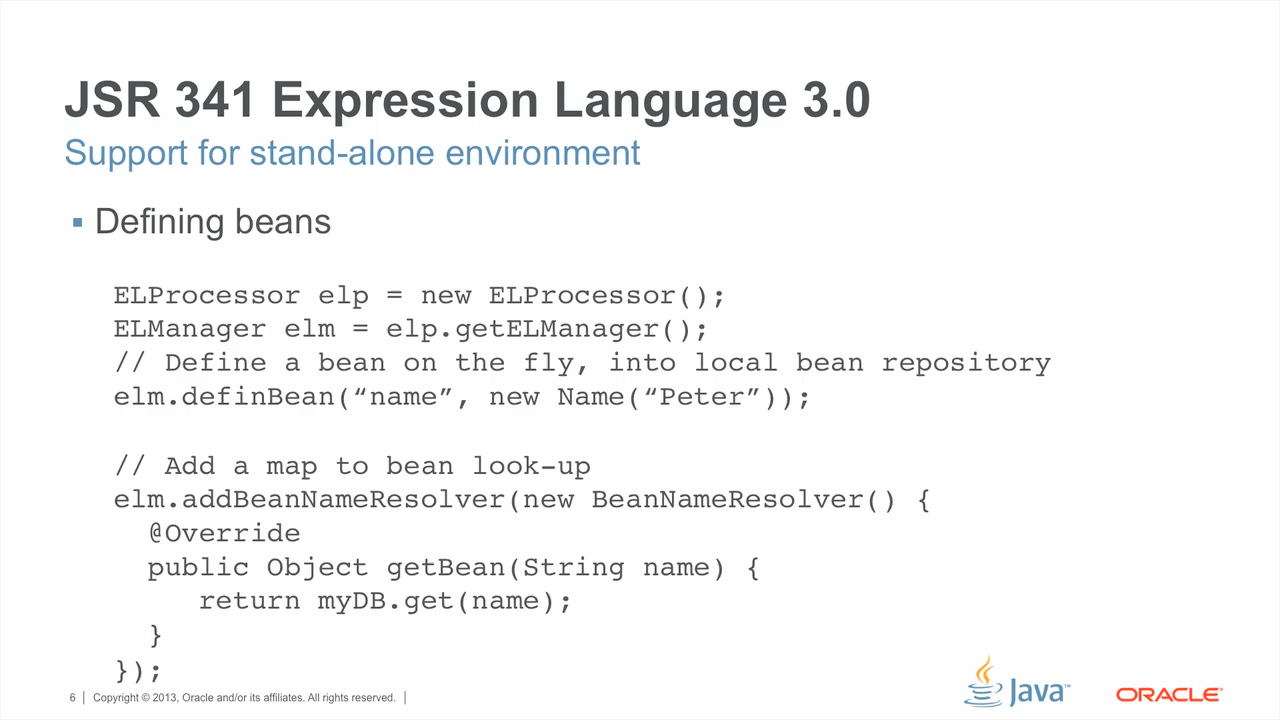 JSR 341 Expression Language 3.0
Support for stand-alone environment
▪ Defining beans
ELProcessor elp = new ELProcessor();
ELManager elm = elp.getELManager();
// Define a bean on the fly, into local bean repository
elm.definBean(“name”, new Name(“Peter”));
// Add a map to bean look-up
elm.addBeanNameResolver(new BeanNameResolver() {
@Override
public Object getBean(String name) {
return myDB.get(name);
}
});
6 | Copyright © 2013, Oracle and/or its affiliates. All rights reserved. |
Java™
ORACLE®